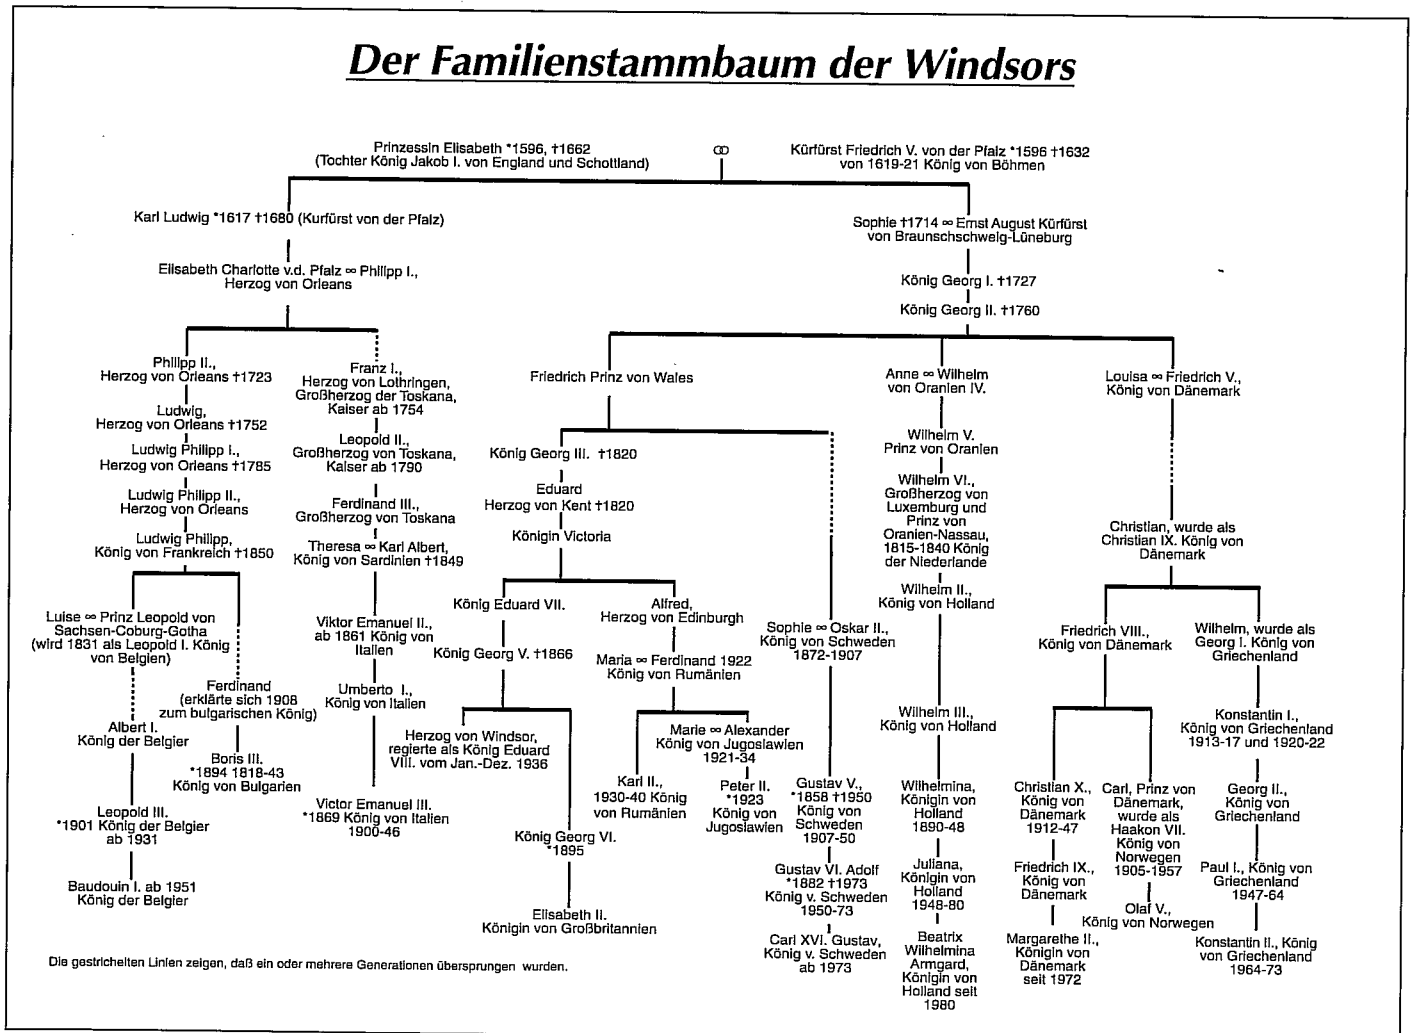 Der Familienstammbaum der Windsors
Prinzessin Elisabeth *1596, †1662
(Tochter König Jakob I. von England und Schottland)
∞
Kürfürst Friedrich V. von der Pfalz *1596 †1632
von 1619-21 König von Böhmen
Karl Ludwig *1617 †1680 (Kurfürst von der Pfalz)
Elisabeth Charlotte v.d. Pfalz ∞ Philipp I.,
Herzog von Orleans
Sophie †1714 ∞ Ernst August Kürfürst
von Braunschschweig-Lüneburg
König Georg I. †1727
König Georg II. †1760
Philipp II.,
Herzog von Orleans †1723
Ludwig,
Herzog von Orleans †1752
Ludwig Philipp I.,
Herzog von Orleans †1785
Ludwig Philipp II.,
Herzog von Orleans
Ludwig Philipp,
König von Frankreich †1850
Luise ∞ Prinz Leopold von
Sachsen-Coburg-Gotha
(wird 1831 als Leopold I. König
von Belgien)
Albert I.
König der Belgier
Leopold III.
*1901 König der Belgier
ab 1931
Baudouin I. ab 1951
König der Belgier
Ferdinand
(erklärte sich 1908
zum bulgarischen König)
Boris III.
*1894 1818-43
König von Bulgarien
Franz I.,
Herzog von Lothringen,
Großherzog der Toskana,
Kaiser ab 1754
Leopold II.,
Großherzog von Toskana,
Kaiser ab 1790
Ferdinand III.,
Großherzog von Toskana
Theresa ∞ Karl Albert,
König von Sardinien †1849
Viktor Emanuel II.,
ab 1861 König von
Italien
Umberto I.,
König von Italien
Victor Emanuel III.
*1869 König von Italien
1900-46
Friedrich Prinz von Wales
König Georg III. †1820
Eduard
Herzog von Kent †1820
Königin Victoria
König Eduard VII.
König Georg V. †1866
Herzog von Windsor,
regierte als König Eduard
VIII. vom Jan.-Dez. 1936
König Georg VI.
*1895
Elisabeth II.
Königin von Großbritannien
Alfred,
Herzog von Edinburgh
Maria ∞ Ferdinand 1922
König von Rumänien
Karl II.,
1930-40 König
von Rumänien
Marie ∞ Alexander
König von Jugoslawien
1921-34
Peter II.
*1923
König von
Jugoslawien
Sophie ∞ Oskar II.,
König von Schweden
1872-1907
Gustav V.,
*1858 †1950
König von
Schweden
1907-50
Gustav VI. Adolf
*1882 †1973
König v. Schweden
1950-73
Carl XVI. Gustav,
König v. Schweden
ab 1973
Anne ∞ Wilhelm
von Oranien IV.
Wilhelm V.
Prinz von Oranien
Wilhelm VI.,
Großherzog von
Luxemburg und
Prinz von
Oranien-Nassau,
1815-1840 König
der Niederlande
Wilhelm II.,
König von Holland
Wilhelm III.,
König von Holland
Wilhelmina,
Königin von
Holland
1890-48
Juliana,
Königin von
Holland
1948-80
Beatrix
Wilhelmina
Armgard,
Königin von
Holland seit
1980
Louisa ∞ Friedrich V.,
König von Dänemark
Christian, wurde als
Christian IX. König von
Dänemark
Friedrich VIII.,
König von Dänemark
Christian X.,
König von
Dänemark
1912-47
Friedrich IX.,
König von
Dänemark
Margarethe II.,
Königin von
Dänemark
seit 1972
Carl, Prinz von
Dänemark,
wurde als
Haakon VII.
König von
Norwegen
1905-1957
Olaf V.,
König von Norwegen
Wilhelm, wurde als
Georg I. König von
Griechenland
Konstantin I.,
König von Griechenland
1913-17 und 1920-22
Georg II.,
König von
Griechenland
Paul I., König von
Griechenland
1947-64
Konstantin II., König
von Griechenland
1964-73
Die gestrichelten Linien zeigen, daß ein oder mehrere Generationen übersprungen wurden.